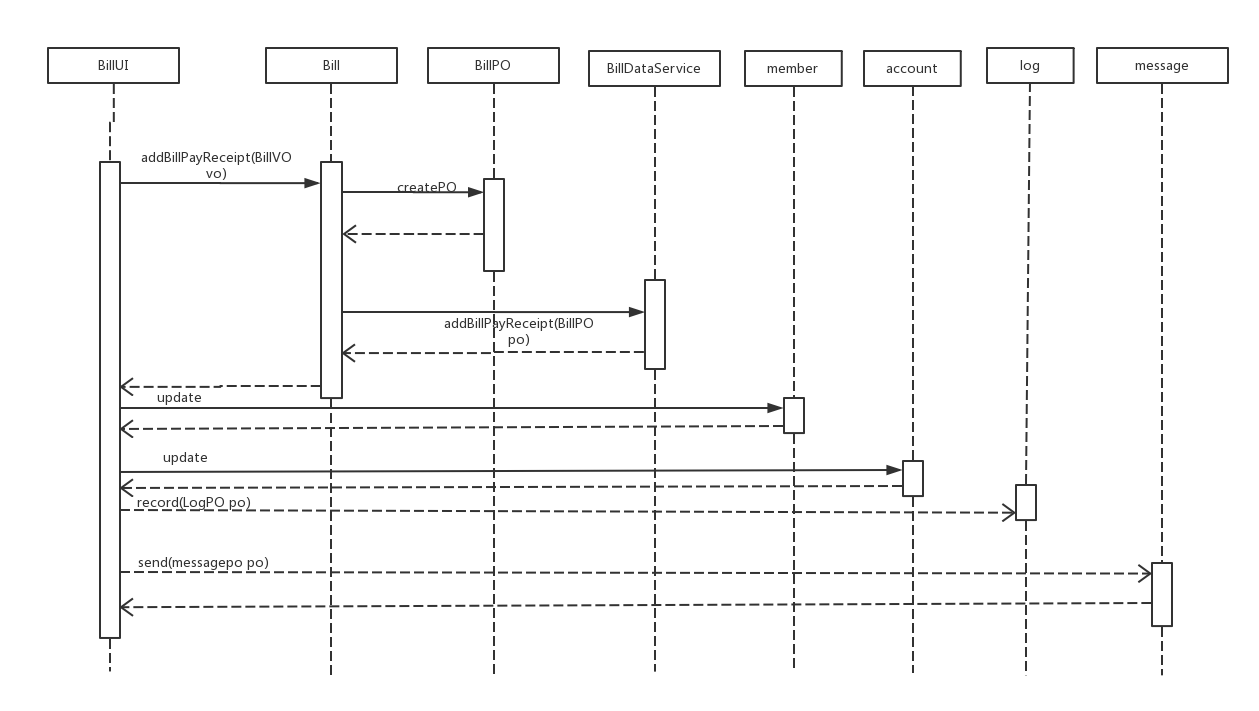 BillUI
Bill
BillPO
BillDataService
member
account
log
message
addBillPayReceipt(BillVO
vo)
createPO
addBillPayReceipt(BillPO
po)
update
update
record(LogPO po)
send(messagepo po)